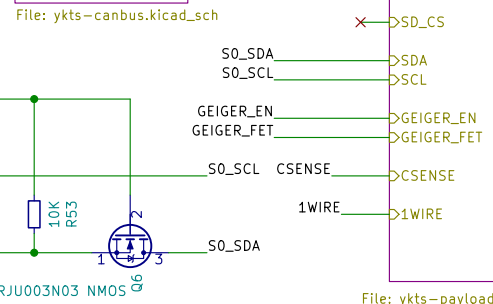 File: ykts-canbus.kicad_sch
SD_CS
S0_SDA
SDA
S0_SCL
SCL
GEIGER_EN
GEIGER_EN
GEIGER_FET
GEIGER_FET
S0_SCL
CSENSE
CSENSE
1WIRE
1WIRE
10K
R53
2
1
3
S0_SDA
Q6
RJU003N03 NMOS
File: ykts-payload